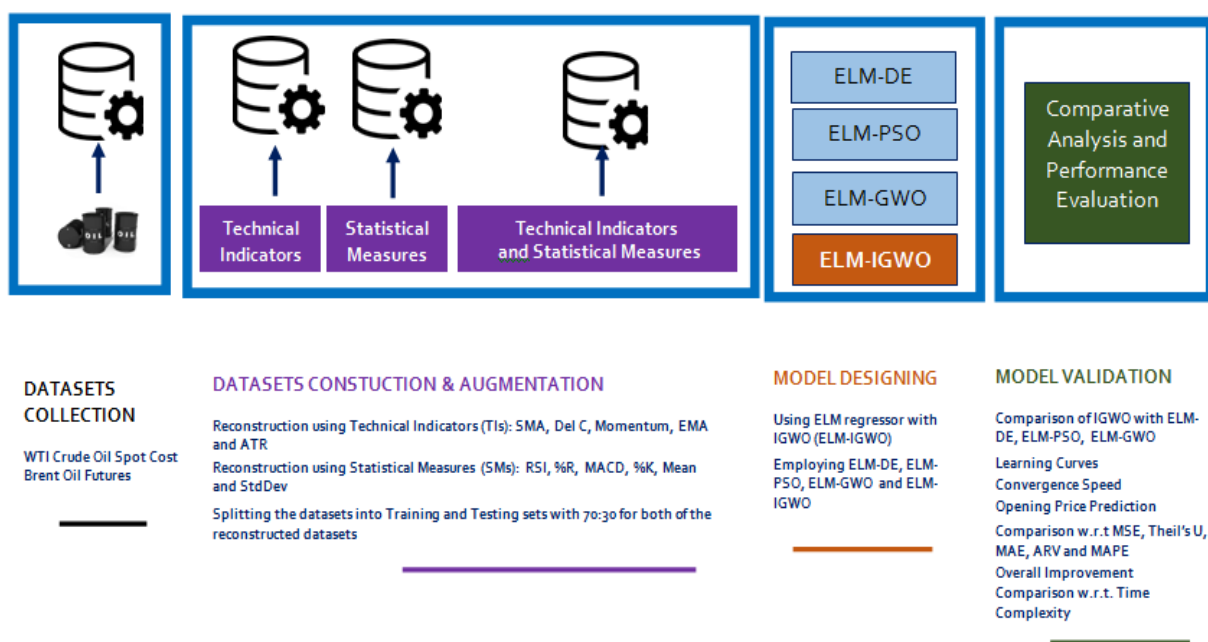 OIL
OIL
Technical
Indicators
Statistical
Measures
Technical Indicators
and Statistical Measures
ELM-DE
ELM-PSO
ELM-GWO
ELM-IGWO
Comparative
Analysis and
Performance
Evaluation
DATASETS
COLLECTION
WTI Crude Oil Spot Cost
Brent Oil Futures
DATASETS CONSTUCTION & AUGMENTATION
Reconstruction using Technical Indicators (TIs): SMA, Del C, Momentum, EMA
and ATR
Reconstruction using Statistical Measures (SMs): RSI, %R, MACD, %K, Mean
and StdDev
Splitting the datasets into Training and Testing sets with 70:30 for both of the
reconstructed datasets
MODEL DESIGNING
Using ELM regressor with
IGWO (ELM-IGWO)
Employing ELM-DE, ELM-
PSO, ELM-GWO and ELM-
IGWO
MODEL VALIDATION
Comparison of IGWO with ELM-
DE, ELM-PSO, ELM-GWO
Learning Curves
Convergence Speed
Opening Price Prediction
Comparison w.r.t MSE, Theil's U,
MAE, ARV and MAPE
Overall Improvement
Comparison w.r.t. Time
Complexity